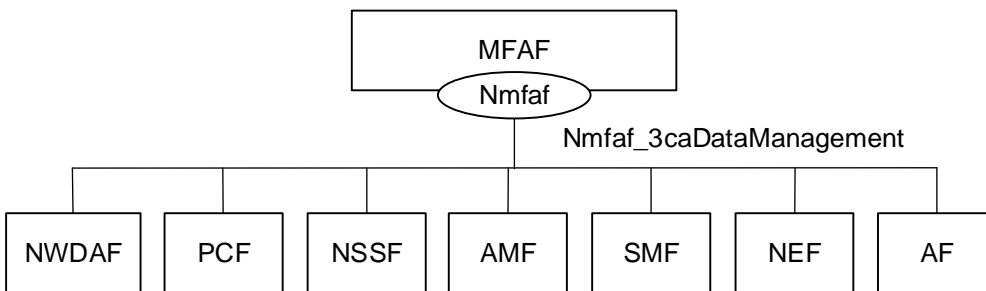 MFAF
Nmfaf
Nmfaf_3caDataManagement
NWDAF PCF NSSF AMF SMF NEF AF